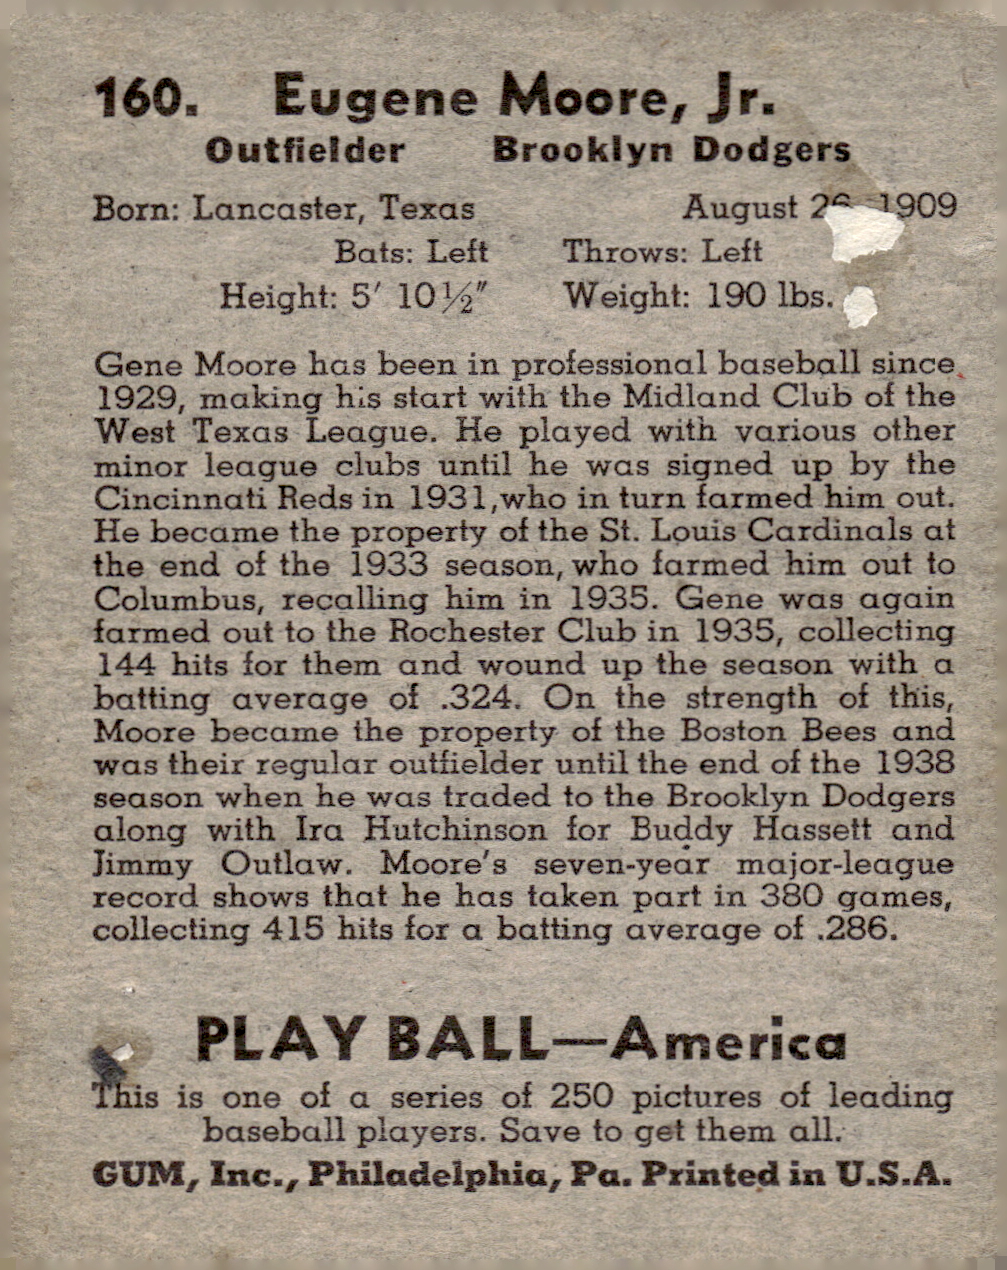 160. Eugene Moore, Jr.
Outfielder Brooklyn Dodgers
Born: Lancaster, Texas August 26, 1909
Bats: Left Throws: Left
Height: 5' 10½" Weight: 190 lbs.
Gene Moore has been in professional baseball since
1929, making his start with the Midland Club of the
West Texas League. He played with various other
minor league clubs until he was signed up by the
Cincinnati Reds in 1931, who in turn farmed him out.
He became the property of the St. Louis Cardinals at
the end of the 1933 season, who farmed him out to
Columbus, recalling him in 1935. Gene was again
farmed out to the Rochester Club in 1935, collecting
144 hits for them and wound up the season with a
batting average of .324. On the strength of this,
Moore became the property of the Boston Bees and
was their regular outfielder until the end of the 1938
season when he was traded to the Brooklyn Dodgers
along with Ira Hutchinson for Buddy Hassett and
Jimmy Outlaw. Moore's seven-year major-league
record shows that he has taken part in 380 games,
collecting 415 hits for a batting average of .286.
PLAY BALL—America
This is one of a series of 250 pictures of leading
baseball players. Save to get them all.
GUM, Inc., Philadelphia, Pa. Printed in U.S.A.